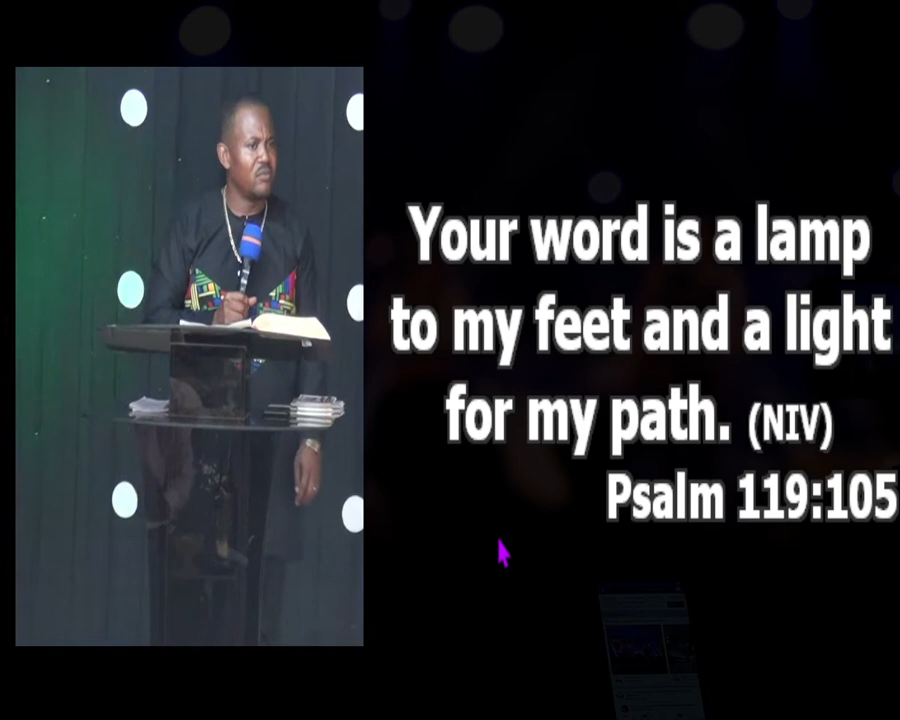 Your word is a lamp
to my feet and a light
for my path. (NIV)
Psalm 119:105